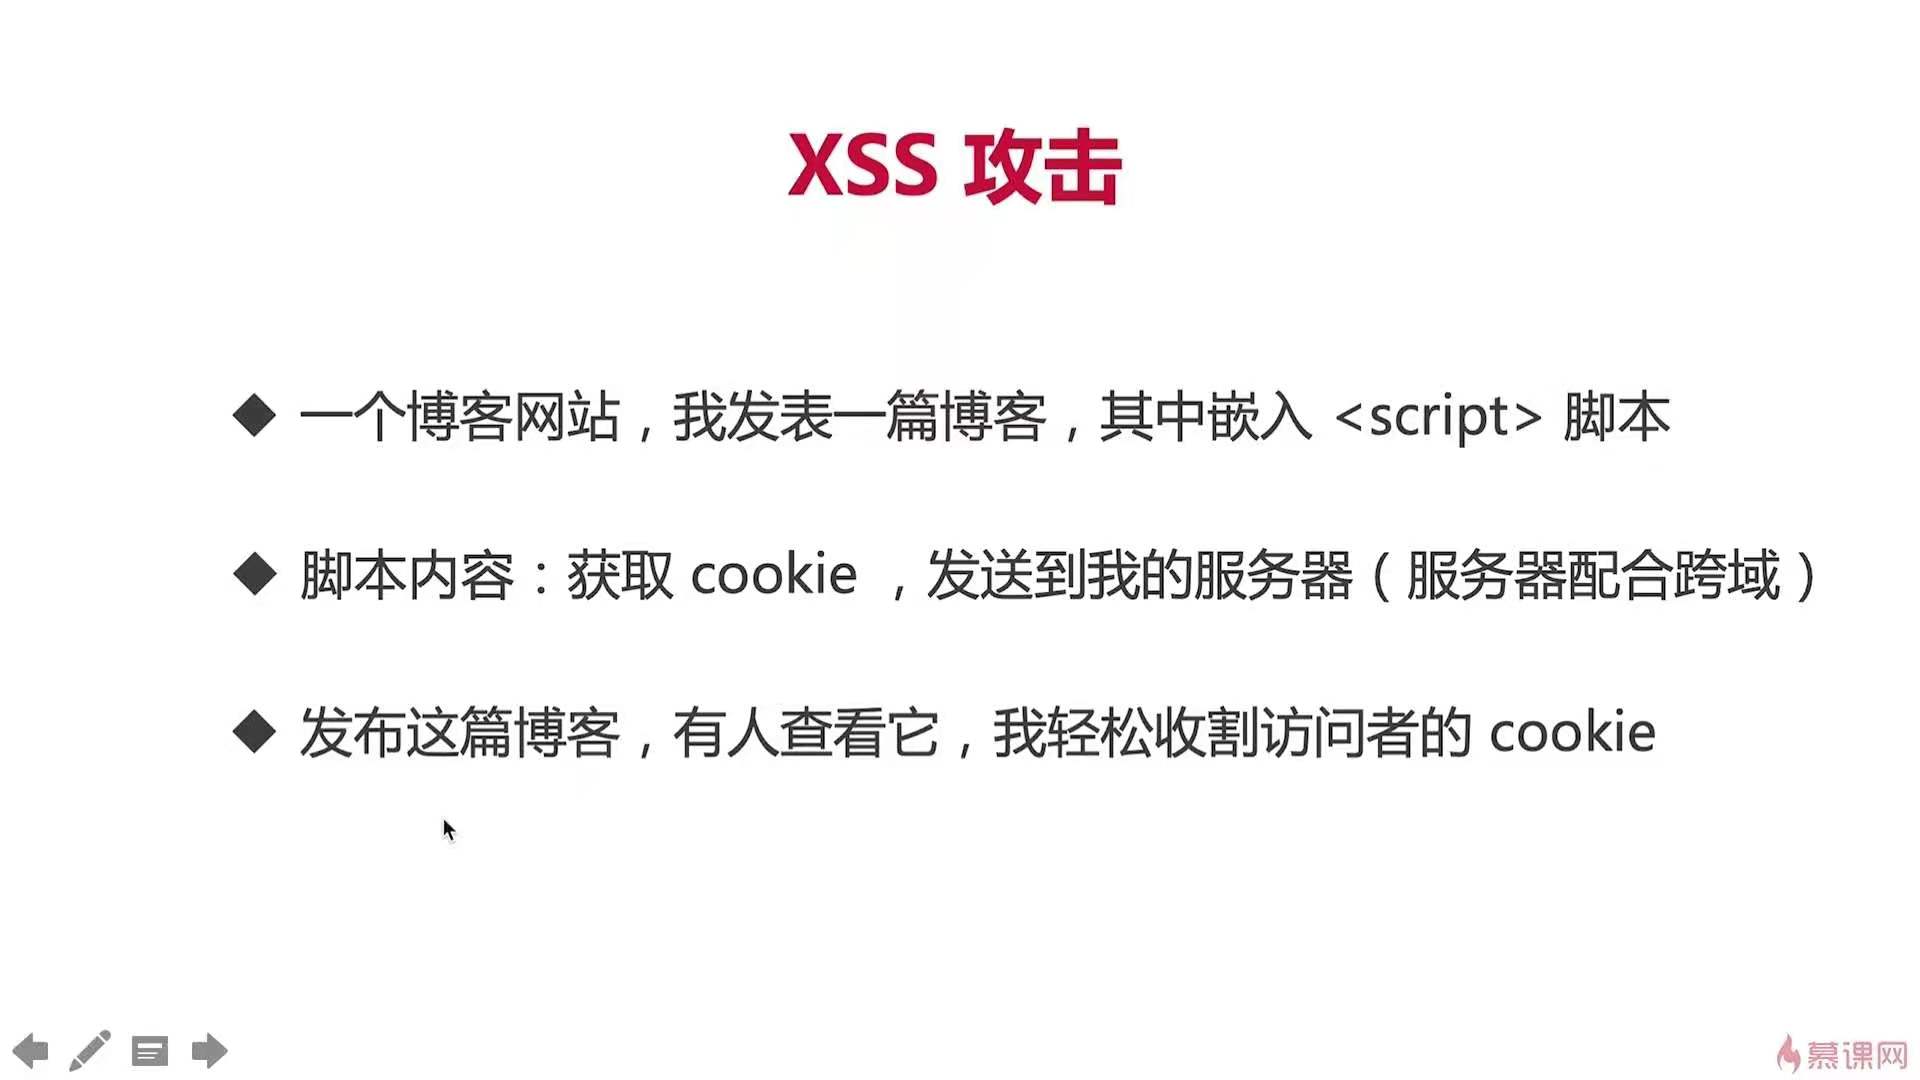 XSS 攻击
◆ 一个博客网站，我发表一篇博客，其中嵌入 <script> 脚本
◆ 脚本内容：获取 cookie ，发送到我的服务器（服务器配合跨域）
◆ 发布这篇博客，有人查看它，我轻松收割访问者的 cookie
慕课网